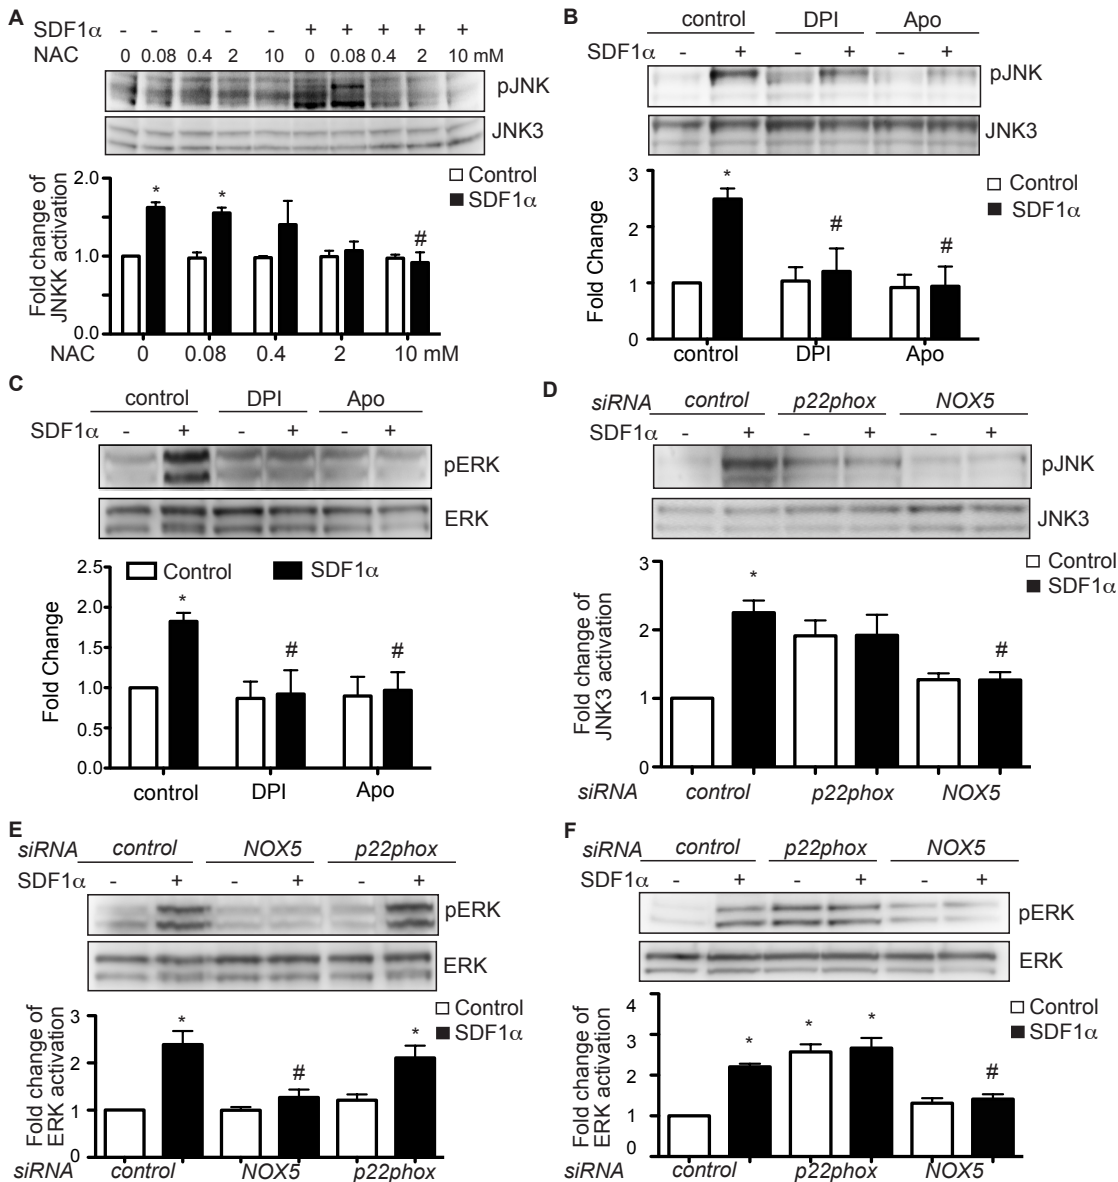 A
SDF1α - - - - - + + + + +
NAC 0 0.08 0.4 2 10 0 0.08 0.4 2 10 mM
pJNK
JNK3
Control
SDF1α
Fold change of
JNKK activation
2.0
1.0
0.0
* * #
NAC 0 0.08 0.4 2 10 mM
B
control DPI Apo
SDF1α - + - + - +
pJNK
JNK3
Control
SDF1α
Fold Change
3
2
1
0
* # #
control DPI Apo
C
control DPI Apo
SDF1α - + - + - +
pERK
ERK
Control SDF1α
Fold Change
2.5
2.0
1.5
1.0
0.5
0.0
* # #
control DPI Apo
D
siRNA control p22phox NOX5
SDF1α - + - + - +
pJNK
JNK3
Control
SDF1α
Fold change of
JNK3 activation
3
2
1
0
* #
siRNA control p22phox NOX5
E
siRNA control NOX5 p22phox
SDF1α - + - + - +
pERK
ERK
Control
SDF1α
Fold change of
ERK activation
3
2
1
0
* # *
siRNA control NOX5 p22phox
F
siRNA control p22phox NOX5
SDF1α - + - + - +
pERK
ERK
Control
SDF1α
Fold change of
ERK activation
4
3
2
1
0
* * * #
siRNA control p22phox NOX5